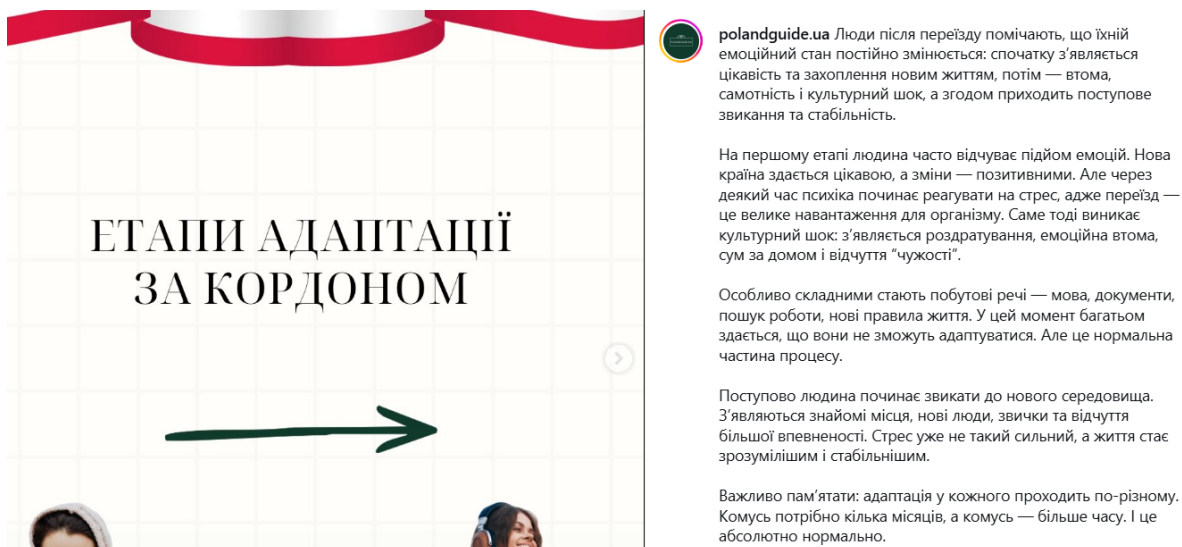 ЕТАПИ АДАПТАЦІЇ
ЗА КОРДОНОМ
polandguide.ua Люди після переїзду помічають, що їхній
емоційний стан постійно змінюється: спочатку з’являється
цікавість та захоплення новим життям, потім — втома,
самотність і культурний шок, а згодом приходить поступове
звикання та стабільність.
На першому етапі людина часто відчуває підйом емоцій. Нова
країна здається цікавою, а зміни — позитивними. Але через
деякий час психіка починає реагувати на стрес, адже переїзд —
це велике навантаження для організму. Саме тоді виникає
культурний шок: з’являється роздратування, емоційна втома,
сум за домом і відчуття “чужості“.
Особливо складними стають побутові речі — мова, документи,
пошук роботи, нові правила життя. У цей момент багатьом
здається, що вони не зможуть адаптуватися. Але це нормальна
частина процесу.
Поступово людина починає звикати до нового середовища.
З’являються знайомі місця, нові люди, звички та відчуття
більшої впевненості. Стрес уже не такий сильний, а життя стає
зрозумілішим і стабільнішим.
Важливо пам’ятати: адаптація у кожного проходить по-різному.
Комусь потрібно кілька місяців, а комусь — більше часу. І це
абсолютно нормально.